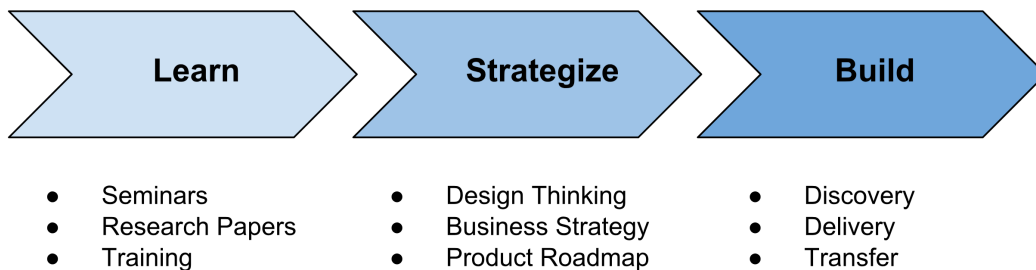 Learn
Strategize
Build
● Seminars
● Research Papers
● Training
● Design Thinking
● Business Strategy
● Product Roadmap
● Discovery
● Delivery
● Transfer